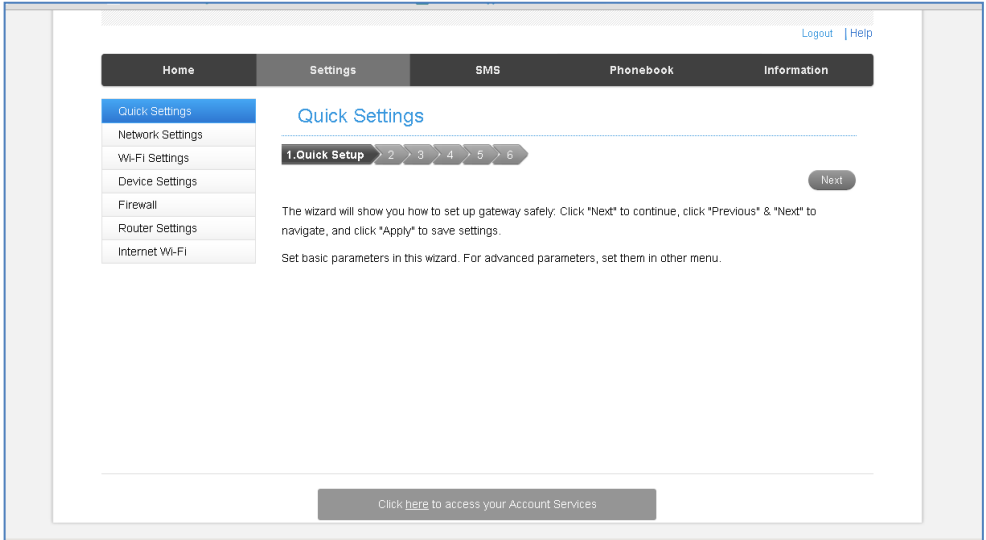 Logout | Help
Home Settings SMS Phonebook Information
Quick Settings
Network Settings
Wi-Fi Settings
Device Settings
Firewall
Router Settings
Internet Wi-Fi
Quick Settings
1.Quick Setup 2 3 4 5 6
Next
The wizard will show you how to set up gateway safely: Click "Next" to continue, click "Previous" & "Next" to
navigate, and click "Apply" to save settings.
Set basic parameters in this wizard. For advanced parameters, set them in other menu.
Click here to access your Account Services